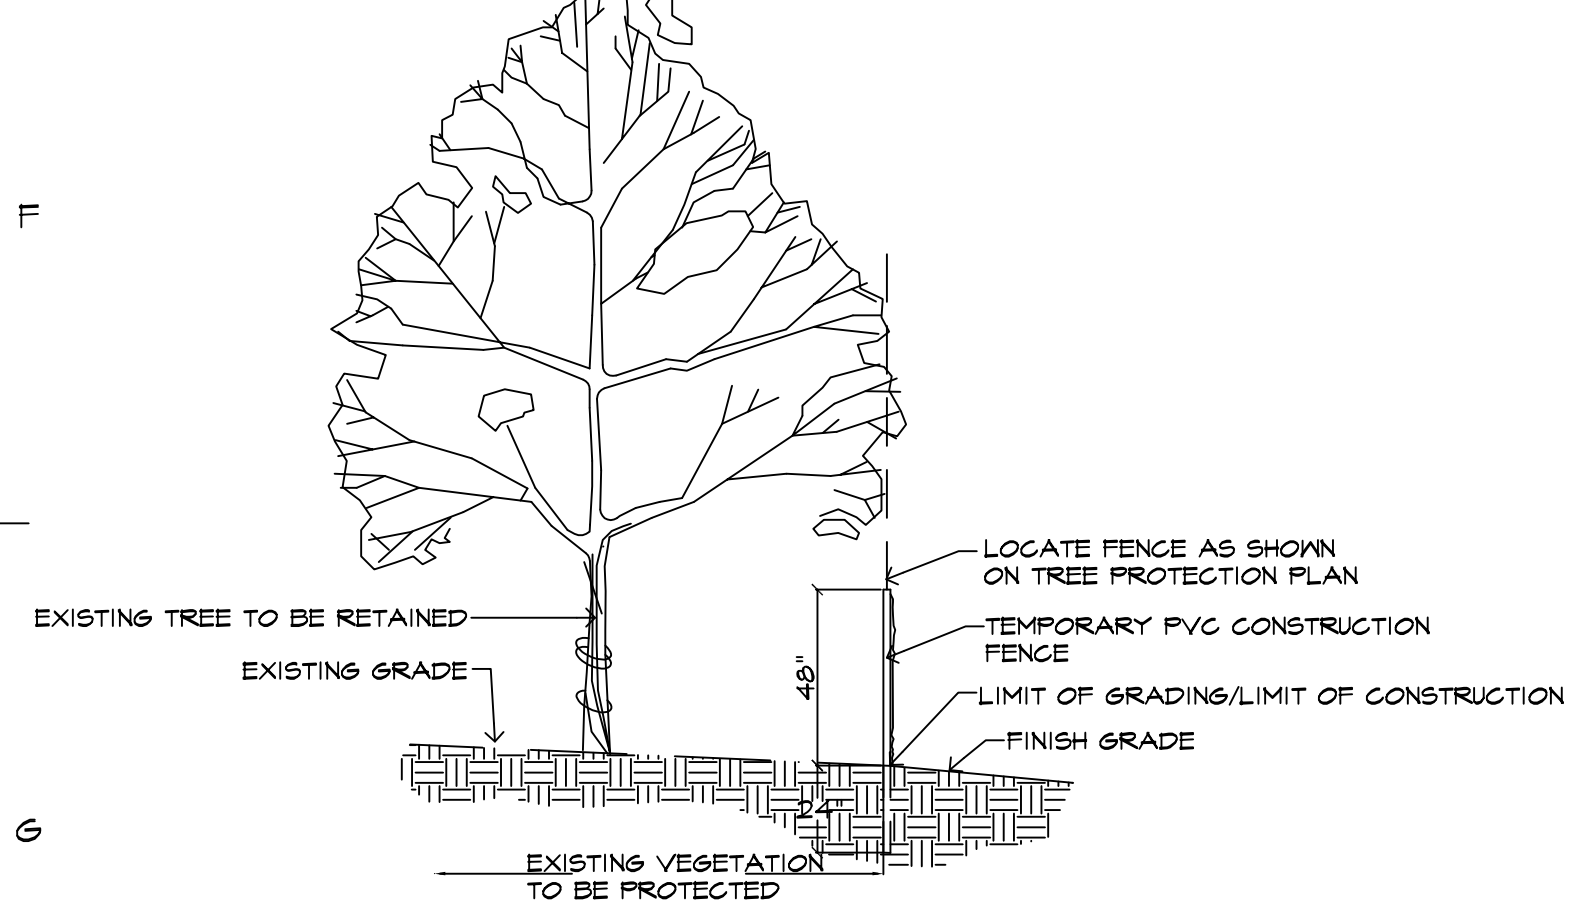 F
LOCATE FENCE AS SHOWN
ON TREE PROTECTION PLAN
EXISTING TREE TO BE RETAINED
TEMPORARY PVC CONSTRUCTION
FENCE
EXISTING GRADE
48"
LIMIT OF GRADING/LIMIT OF CONSTRUCTION
FINISH GRADE
24"
G
EXISTING VEGETATION
TO BE PROTECTED